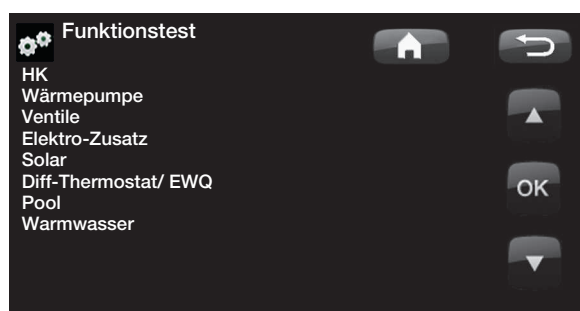 Funktionstest
HK
Wärmepumpe
Ventile
Elektro-Zusatz
Solar
Diff-Thermostat/ EWQ
Pool
Warmwasser
OK